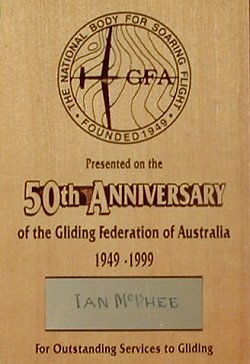 · THE NATIONAL BODY FOR SOARING FLIGHT ·
GFA
FOUNDED 1949
Presented on the
50th ANNIVERSARY
of the Gliding Federation of Australia
1949 -1999
IAN McPHEE
For Outstanding Services to Gliding